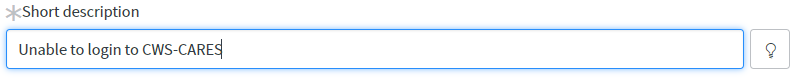 Short description
Unable to login to CWS-CARES